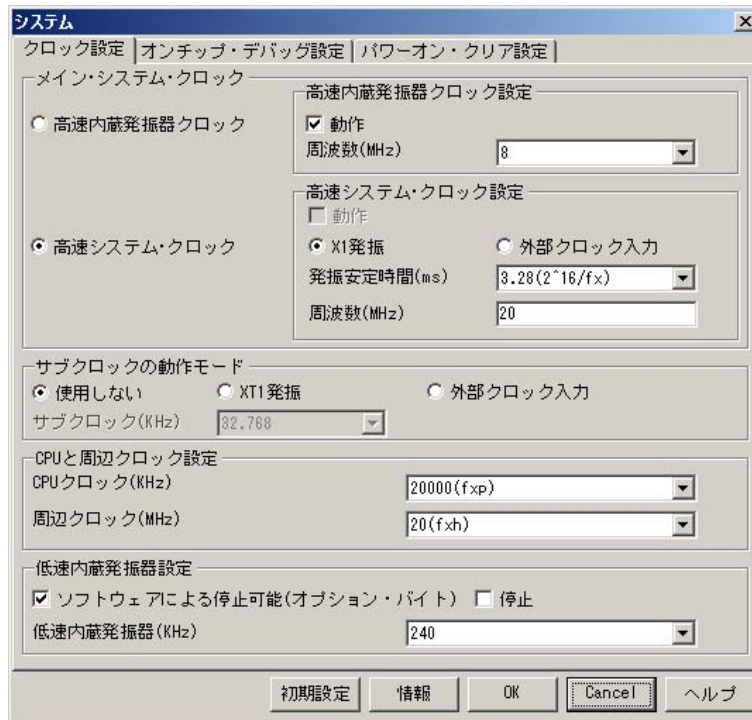 システム
クロック設定 オンチップ・デバッグ設定 パワーオン・クリア設定
メイン・システム・クロック
高速内蔵発振器クロック
高速内蔵発振器クロック設定
動作
周波数(MHz) 8
高速システム・クロック
高速システム・クロック設定
動作
X1発振 外部クロック入力
発振安定時間(ms) 3.28(2^16/fx)
周波数(MHz) 20
サブクロックの動作モード
使用しない XT1発振 外部クロック入力
サブクロック(KHz) 32.768
CPUと周辺クロック設定
CPUクロック(KHz) 20000(fxp)
周辺クロック(MHz) 20(fxh)
低速内蔵発振器設定
ソフトウェアによる停止可能(オプション・バイト) 停止
低速内蔵発振器(KHz) 240
初期設定 情報 OK Cancel ヘルプ